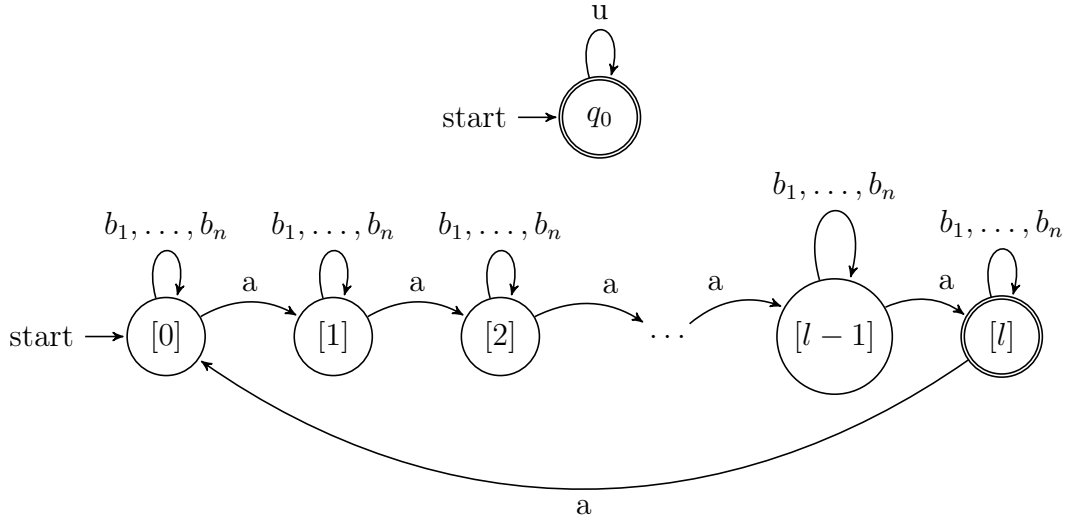 u
start q₀
b₁, . . . , bₙ
b₁, . . . , bₙ b₁, . . . , bₙ b₁, . . . , bₙ b₁, . . . , bₙ
a a a a a
start [0] [1] [2] . . . [l − 1] [l]
a